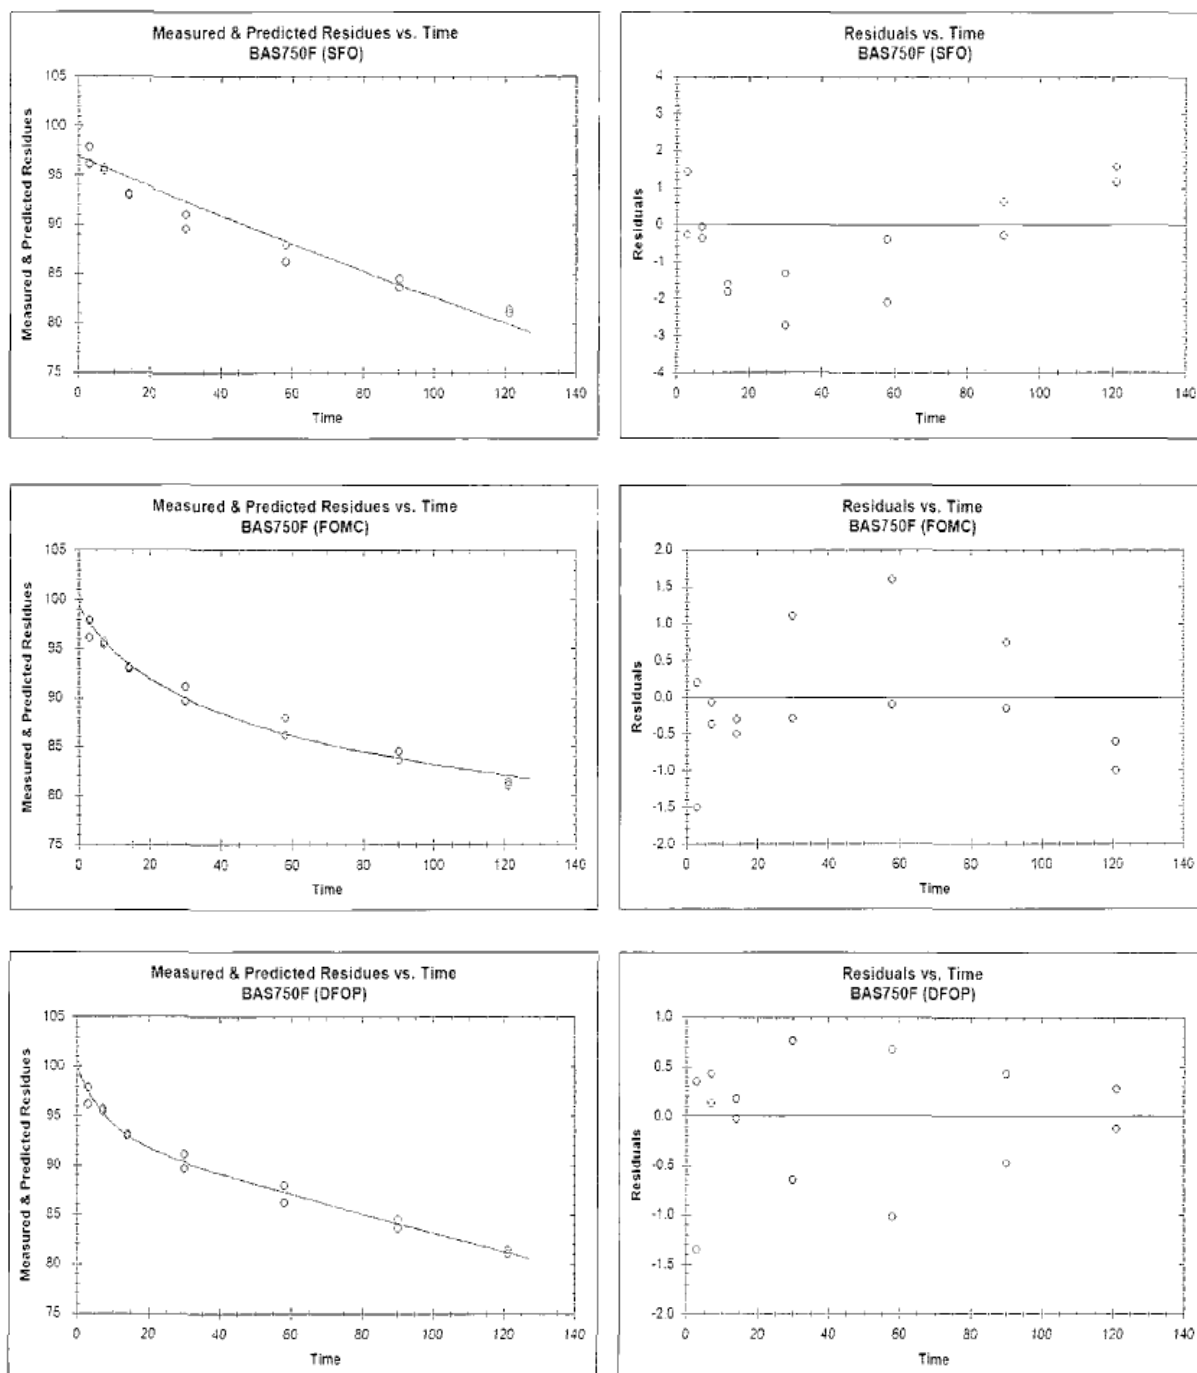 Measured & Predicted Residues vs. Time
BAS750F (SFO)
Measured & Predicted Residues
105
100
95
90
85
80
75
0 20 40 60 80 100 120 140
Time
Residuals vs. Time
BAS750F (SFO)
Residuals
4
3
2
1
0
-1
-2
-3
-4
0 20 40 60 80 100 120 140
Time
Measured & Predicted Residues vs. Time
BAS750F (FOMC)
Measured & Predicted Residues
105
100
95
90
85
80
75
0 20 40 60 80 100 120 140
Time
Residuals vs. Time
BAS750F (FOMC)
Residuals
2.0
1.5
1.0
0.5
0.0
-0.5
-1.0
-1.5
-2.0
0 20 40 60 80 100 120 140
Time
Measured & Predicted Residues vs. Time
BAS750F (DFOP)
Measured & Predicted Residues
105
100
95
90
85
80
75
0 20 40 60 80 100 120 140
Time
Residuals vs. Time
BAS750F (DFOP)
Residuals
1.0
0.5
0.0
-0.5
-1.0
-1.5
-2.0
0 20 40 60 80 100 120 140
Time